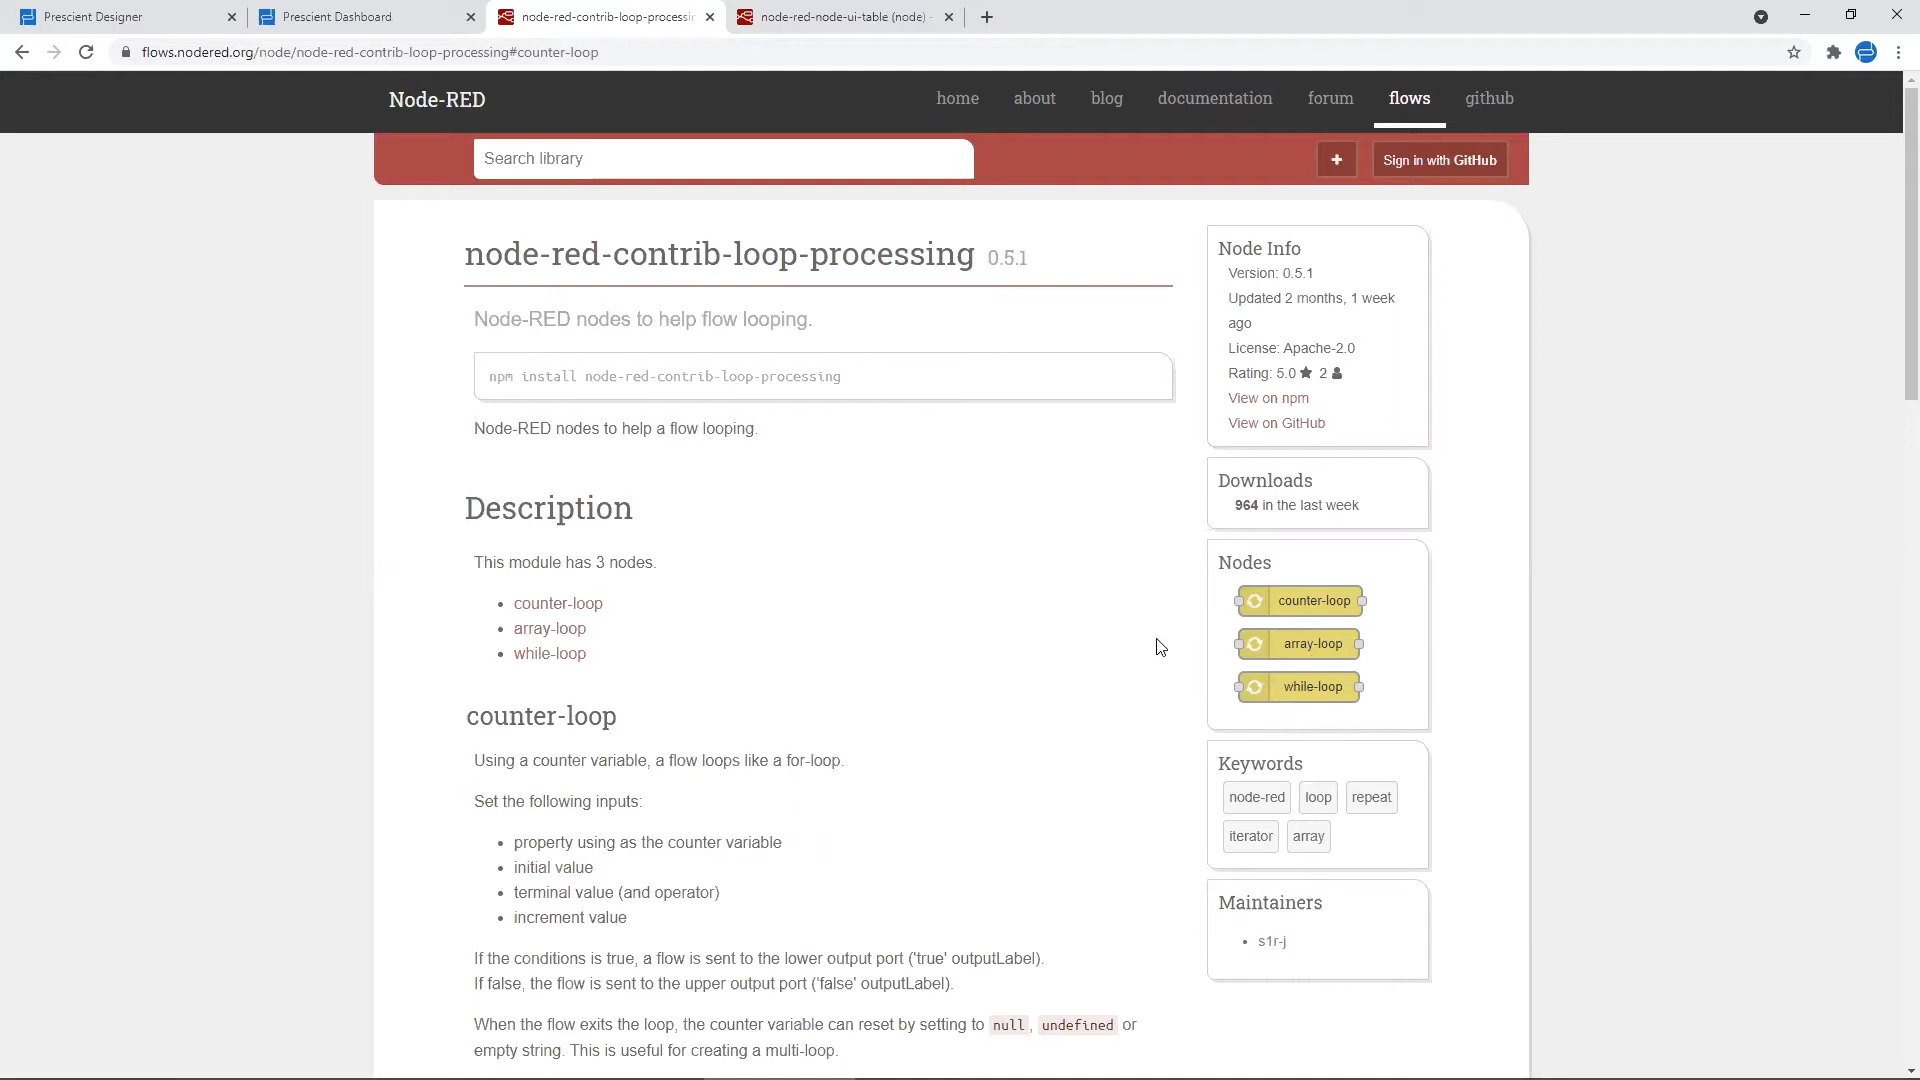 Prescient Designer
Prescient Dashboard
node-red-contrib-loop-processin
node-red-node-ui-table (node) -
flows.nodered.org/node/node-red-contrib-loop-processing#counter-loop
Node-RED
home
about
blog
documentation
forum
flows
github
Search library
+
Sign in with GitHub
node-red-contrib-loop-processing 0.5.1
Node-RED nodes to help flow looping.
npm install node-red-contrib-loop-processing
Node-RED nodes to help a flow looping.
Description
This module has 3 nodes.
• counter-loop
• array-loop
• while-loop
counter-loop
Using a counter variable, a flow loops like a for-loop.
Set the following inputs:
• property using as the counter variable
• initial value
• terminal value (and operator)
• increment value
If the conditions is true, a flow is sent to the lower output port ('true' outputLabel).
If false, the flow is sent to the upper output port ('false' outputLabel).
When the flow exits the loop, the counter variable can reset by setting to null, undefined or
empty string. This is useful for creating a multi-loop.
Node Info
Version: 0.5.1
Updated 2 months, 1 week
ago
License: Apache-2.0
Rating: 5.0 ★ 2
View on npm
View on GitHub
Downloads
964 in the last week
Nodes
counter-loop
array-loop
while-loop
Keywords
node-red
loop
repeat
iterator
array
Maintainers
• s1r-j